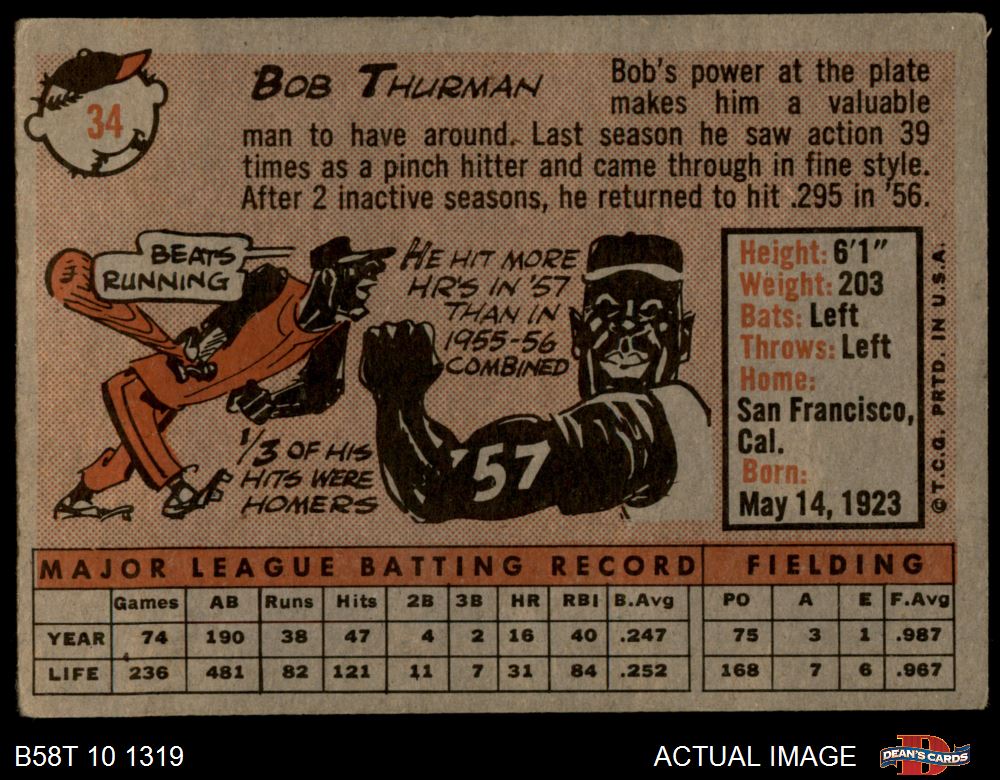 34
BOB THURMAN
Bob's power at the plate
makes him a valuable
man to have around. Last season he saw action 39
times as a pinch hitter and came through in fine style.
After 2 inactive seasons, he returned to hit .295 in '56.
BEATS
RUNNING
HE HIT MORE
HR'S IN '57
THAN IN
1955-56
COMBINED
1/3 OF HIS
HITS WERE
HOMERS
'57
Height: 6'1"
Weight: 203
Bats: Left
Throws: Left
Home:
San Francisco,
Cal.
Born:
May 14, 1923
© T.C.G. PRTD. IN U.S.A.
MAJOR LEAGUE BATTING RECORD FIELDING
Games AB Runs Hits 2B 3B HR RBI B.Avg PO A E F.Avg
YEAR 74 190 38 47 4 2 16 40 .247 75 3 1 .987
LIFE 236 481 82 121 11 7 31 84 .252 168 7 6 .967
B58T 10 1319
ACTUAL IMAGE
DEAN'S CARDS